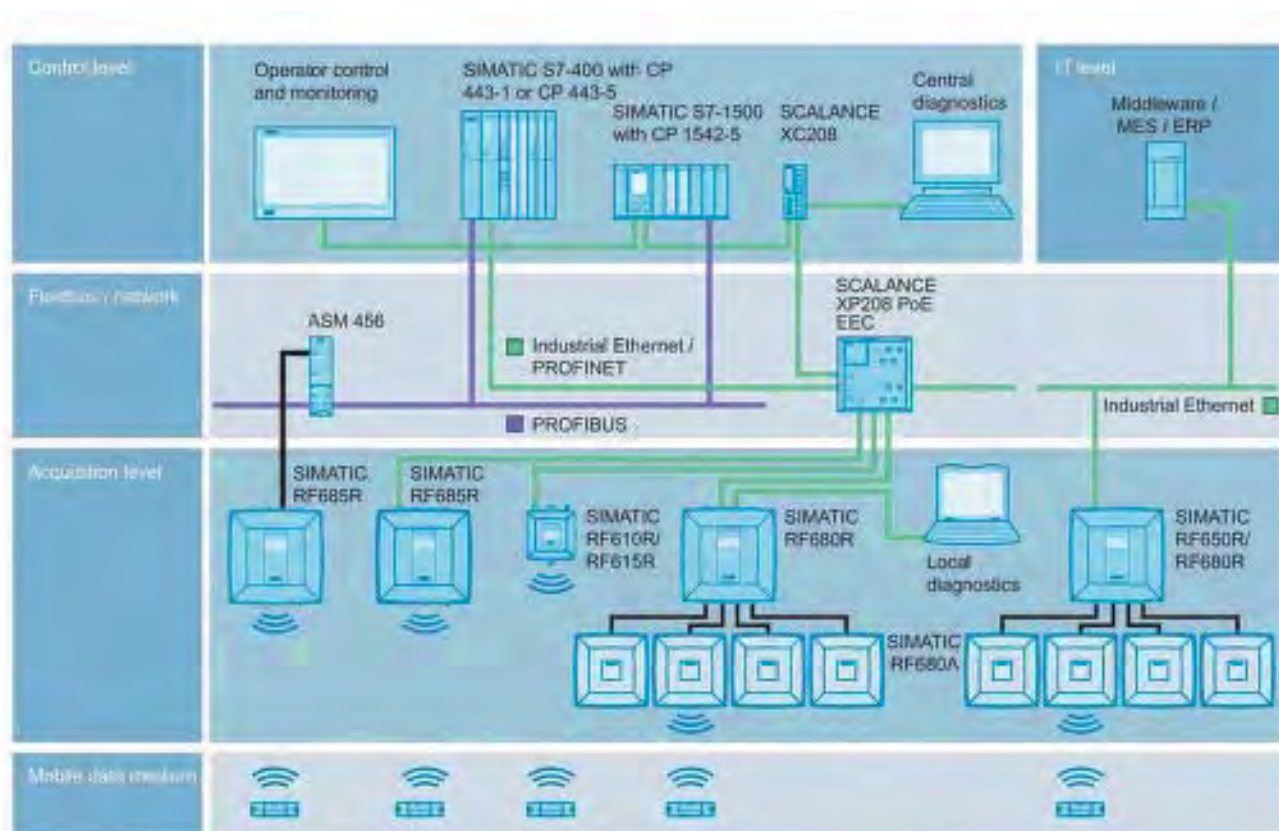 Control level
Operator control
and monitoring
SIMATIC S7-400 with CP
443-1 or CP 443-5
SIMATIC S7-1500
with CP 1542-5
SCALANCE
XC208
Central
diagnostics
IT level
Middleware /
MES / ERP
Fieldbus / network
ASM 456
Industrial Ethernet /
PROFINET
PROFIBUS
SCALANCE
XP208 PoE
EEC
Industrial Ethernet
Acquisition level
SIMATIC
RF685R
SIMATIC
RF685R
SIMATIC
RF610R/
RF615R
SIMATIC
RF680R
Local
diagnostics
SIMATIC
RF650R/
RF680R
SIMATIC
RF680A
Mobile data medium